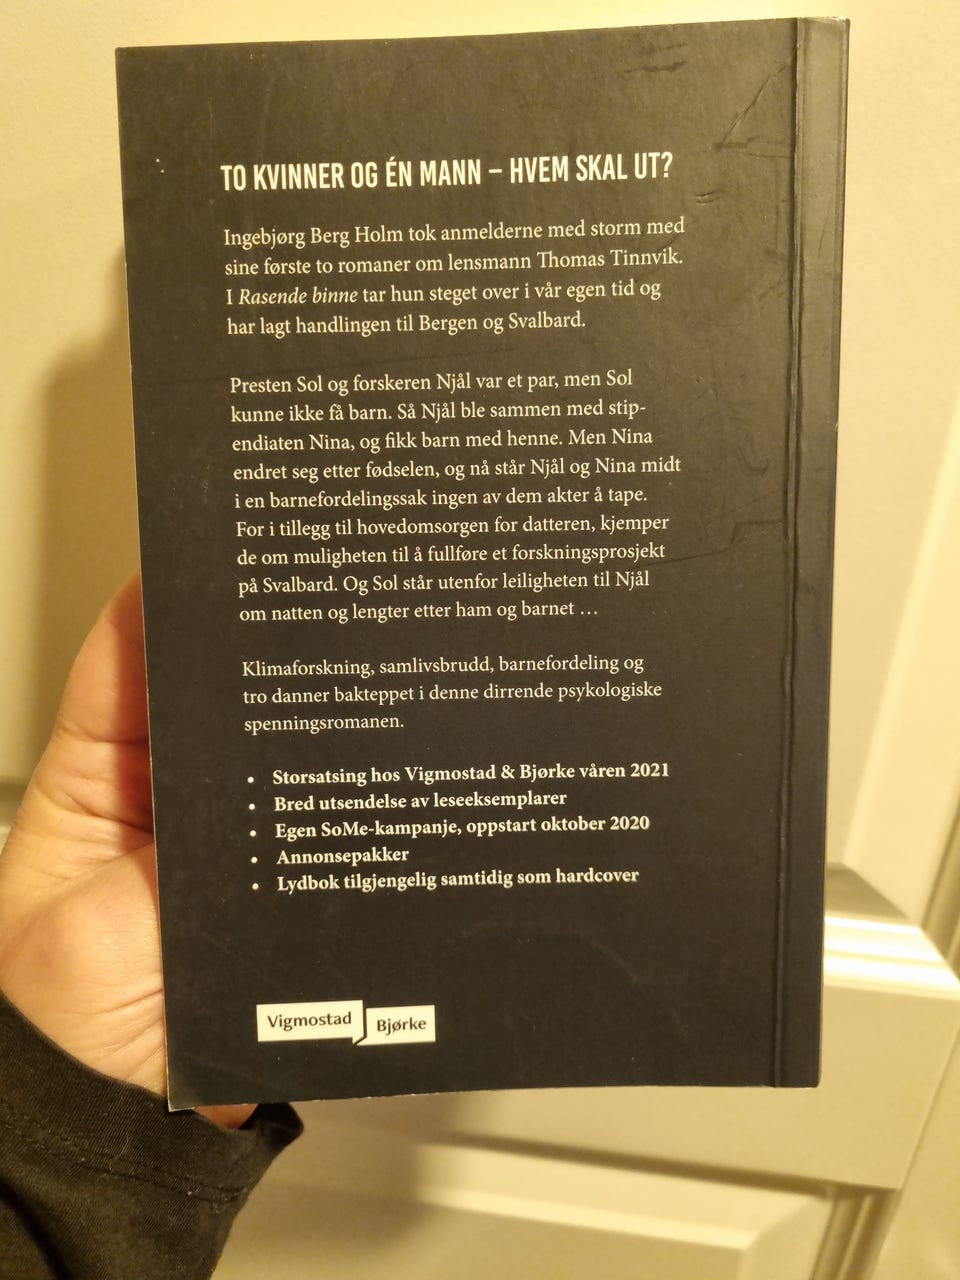 TO KVINNER OG ÉN MANN – HVEM SKAL UT?
Ingebjørg Berg Holm tok anmelderne med storm med
sine første to romaner om lensmann Thomas Tinnvik.
I Rasende binne tar hun steget over i vår egen tid og
har lagt handlingen til Bergen og Svalbard.
Presten Sol og forskeren Njål var et par, men Sol
kunne ikke få barn. Så Njål ble sammen med stip-
endiaten Nina, og fikk barn med henne. Men Nina
endret seg etter fødselen, og nå står Njål og Nina midt
i en barnefordelingssak ingen av dem akter å tape.
For i tillegg til hovedomsorgen for datteren, kjemper
de om muligheten til å fullføre et forskningsprosjekt
på Svalbard. Og Sol står utenfor leiligheten til Njål
om natten og lengter etter ham og barnet …
Klimaforskning, samlivsbrudd, barnefordeling og
tro danner bakteppet i denne dirrende psykologiske
spenningsromanen.
• Storsatsing hos Vigmostad & Bjørke våren 2021
• Bred utsendelse av leseeksemplarer
• Egen SoMe-kampanje, oppstart oktober 2020
• Annonsepakker
• Lydbok tilgjengelig samtidig som hardcover
Vigmostad Bjørke